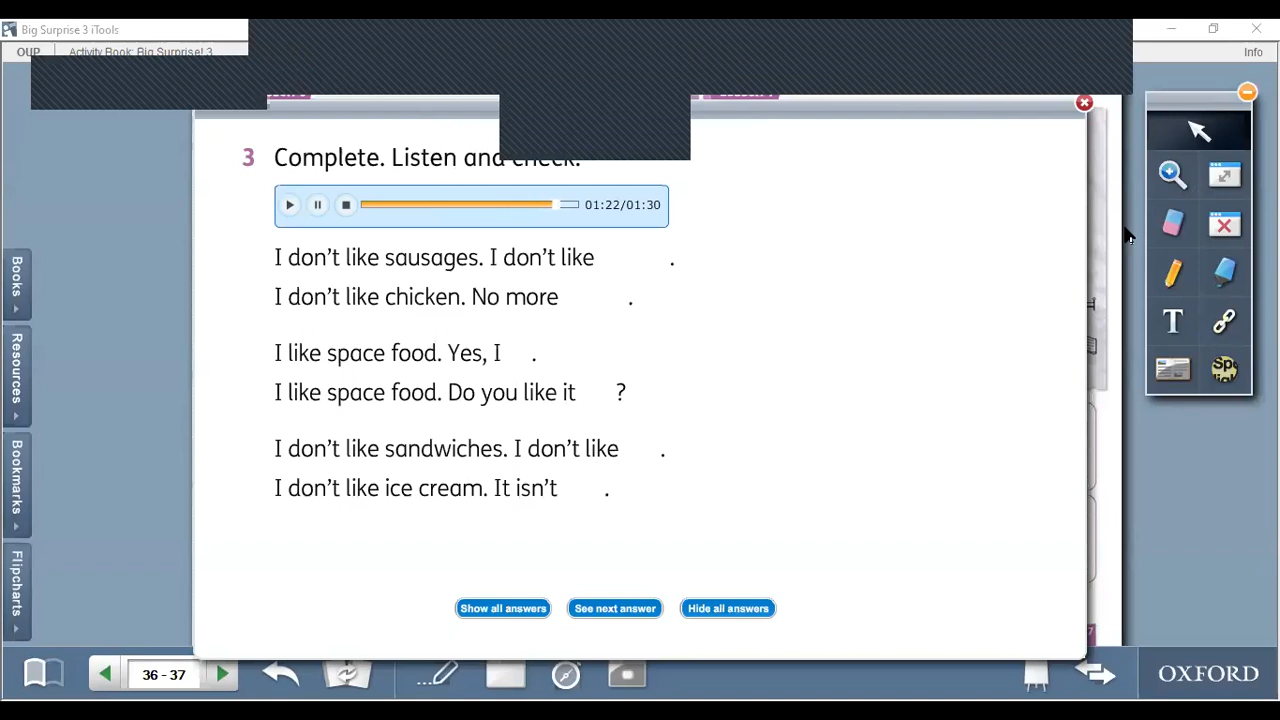 Big Surprise 3 iTools
OUP
Activity Book: Big Surprise! 3
Info
3 Complete. Listen and check.
01:22/01:30
I don't like sausages. I don't like .
I don't like chicken. No more .
I like space food. Yes, I .
I like space food. Do you like it ?
I don't like sandwiches. I don't like .
I don't like ice cream. It isn't .
Show all answers
See next answer
Hide all answers
Books
Resources
Bookmarks
Flipcharts
T
36 - 37
OXFORD